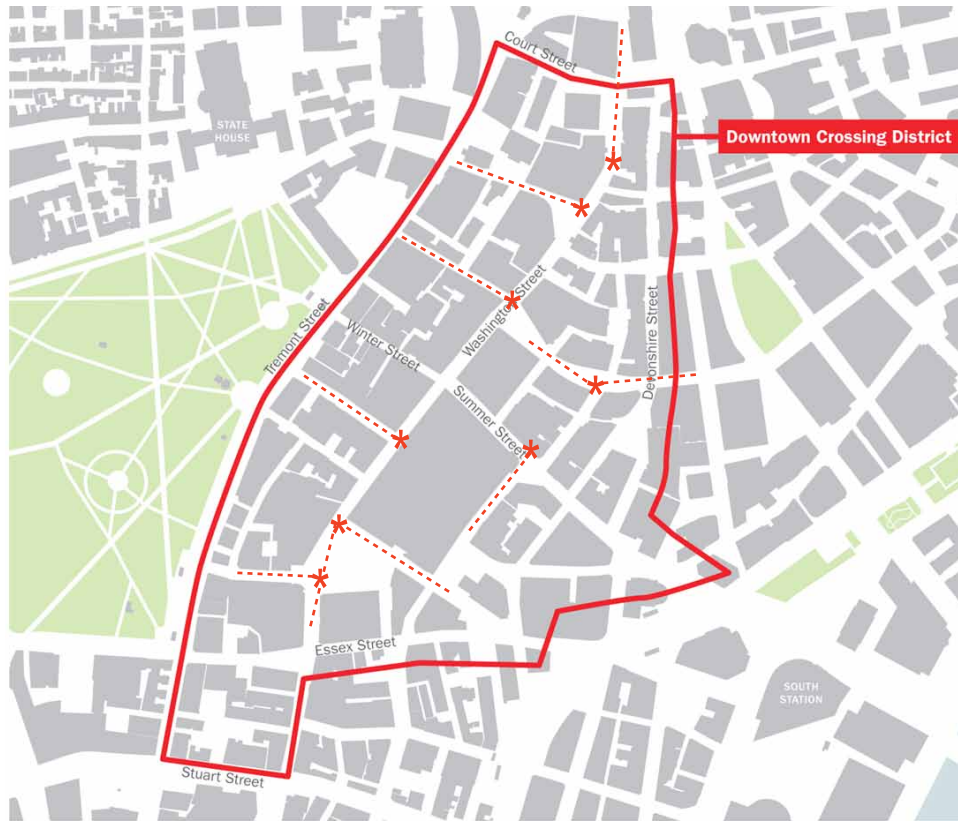 Court Street
STATE
HOUSE
Downtown Crossing District
Washington Street
Devonshire Street
Tremont Street
Winter Street
Summer Street
Essex Street
SOUTH
STATION
Stuart Street